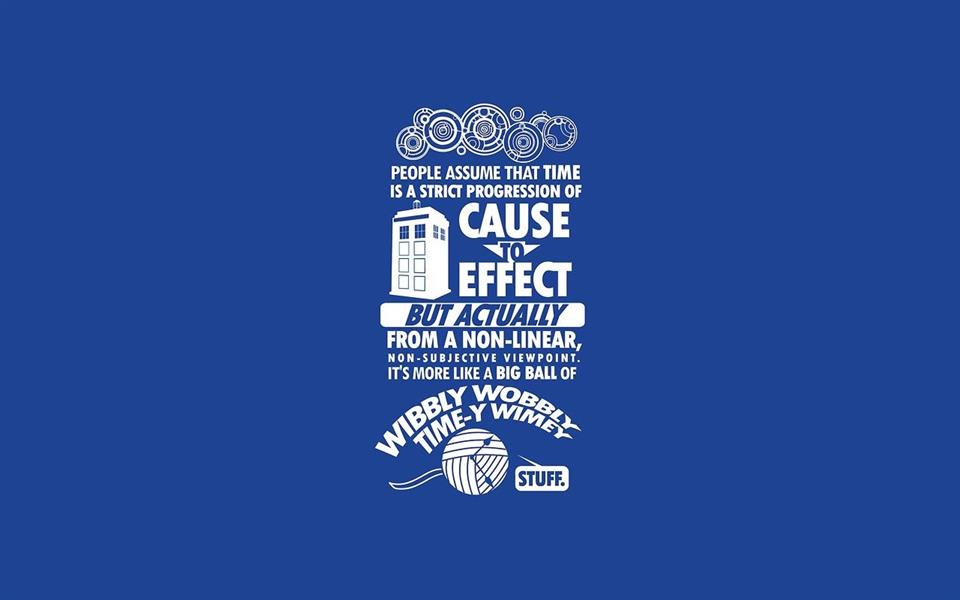 PEOPLE ASSUME THAT TIME
IS A STRICT PROGRESSION OF
CAUSE
TO
EFFECT
BUT ACTUALLY
FROM A NON-LINEAR,
NON-SUBJECTIVE VIEWPOINT.
IT'S MORE LIKE A BIG BALL OF
WIBBLY WOBBLY
TIME-Y WIMEY
STUFF.